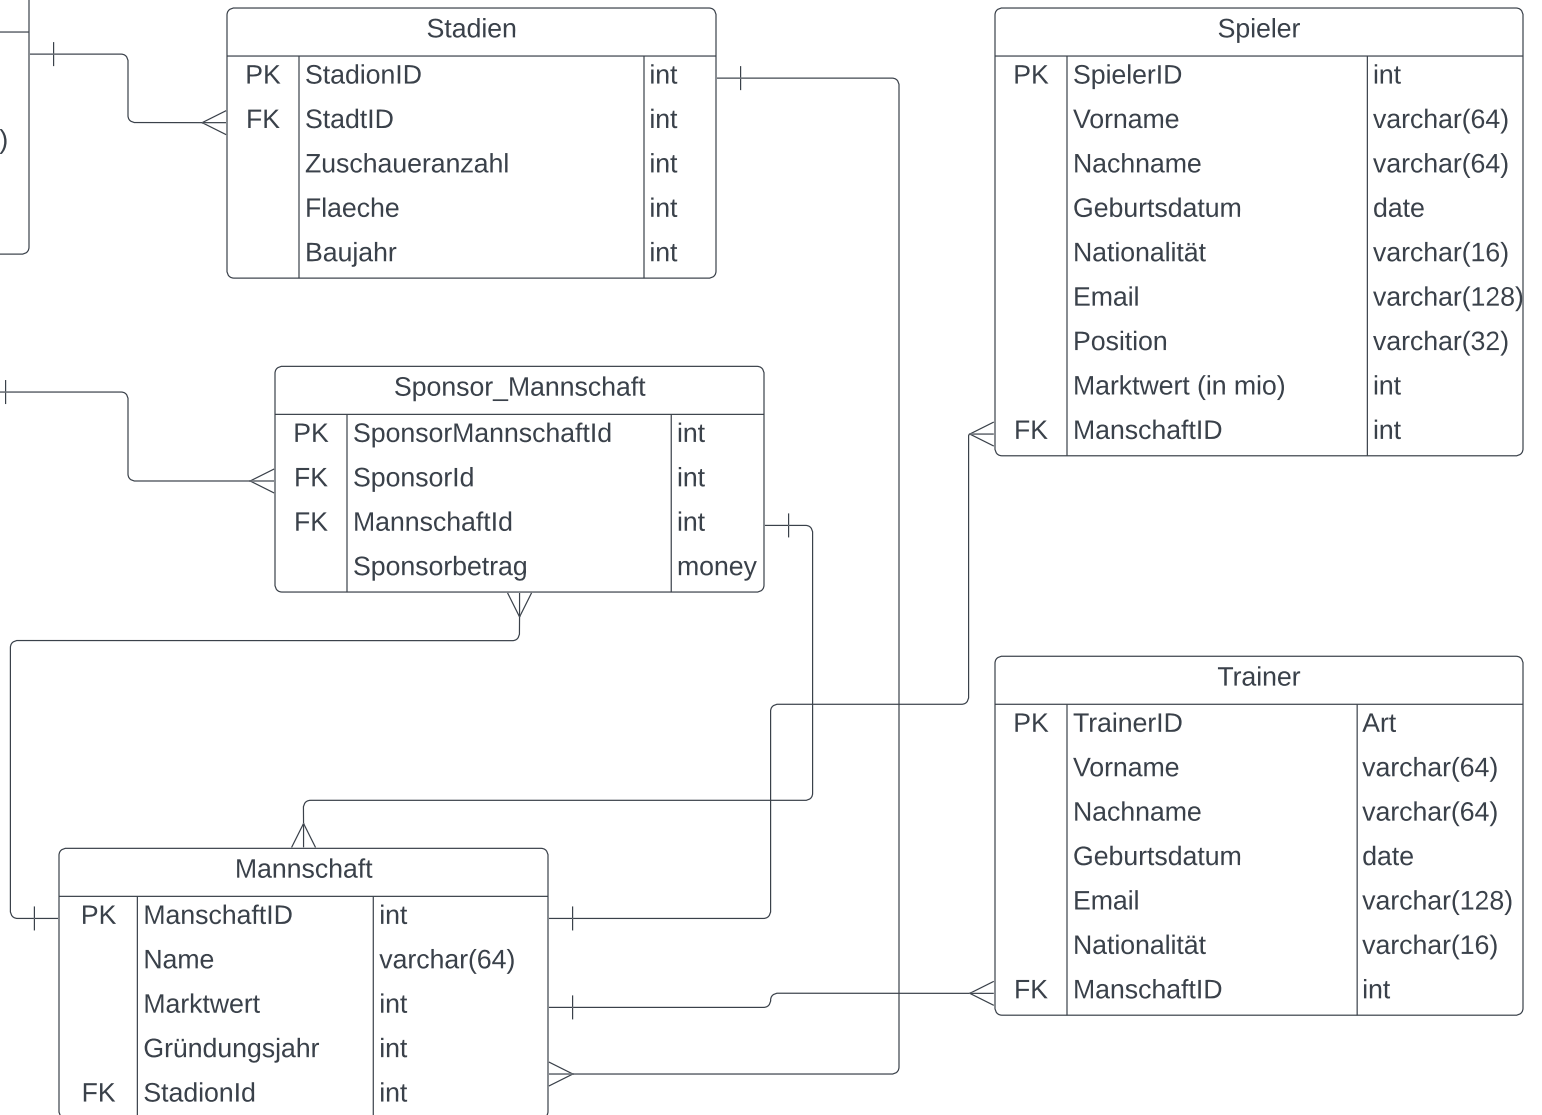 )
Stadien
PK StadionID int
FK StadtID int
Zuschaueranzahl int
Flaeche int
Baujahr int
Spieler
PK SpielerID int
Vorname varchar(64)
Nachname varchar(64)
Geburtsdatum date
Nationalität varchar(16)
Email varchar(128)
Position varchar(32)
Marktwert (in mio) int
FK ManschaftID int
Sponsor_Mannschaft
PK SponsorMannschaftId int
FK SponsorId int
FK MannschaftId int
Sponsorbetrag money
Trainer
PK TrainerID Art
Vorname varchar(64)
Nachname varchar(64)
Geburtsdatum date
Email varchar(128)
Nationalität varchar(16)
FK ManschaftID int
Mannschaft
PK ManschaftID int
Name varchar(64)
Marktwert int
Gründungsjahr int
FK StadionId int